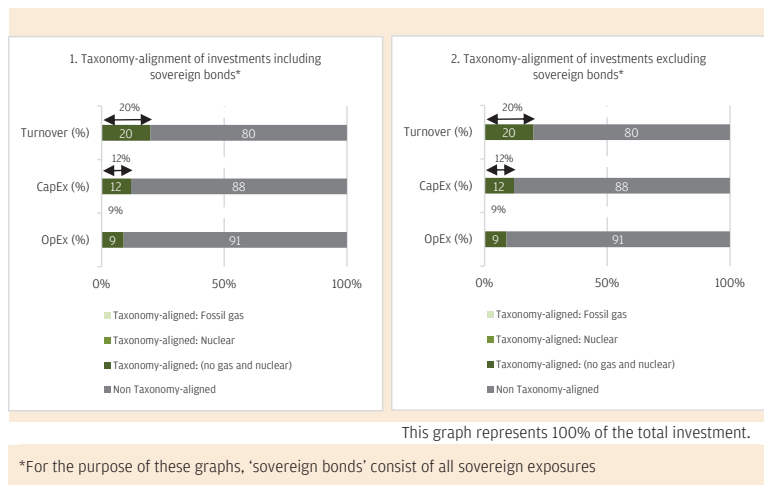 1. Taxonomy-alignment of investments including
sovereign bonds*
20%
Turnover (%)
20
80
12%
CapEx (%)
12
88
9%
OpEx (%)
9
91
0%
50%
100%
Taxonomy-aligned: Fossil gas
Taxonomy-aligned: Nuclear
Taxonomy-aligned: (no gas and nuclear)
Non Taxonomy-aligned
2. Taxonomy-alignment of investments excluding
sovereign bonds*
20%
Turnover (%)
20
80
12%
CapEx (%)
12
88
9%
OpEx (%)
9
91
0%
50%
100%
Taxonomy-aligned: Fossil gas
Taxonomy-aligned: Nuclear
Taxonomy-aligned: (no gas and nuclear)
Non Taxonomy-aligned
This graph represents 100% of the total investment.
*For the purpose of these graphs, ‘sovereign bonds’ consist of all sovereign exposures